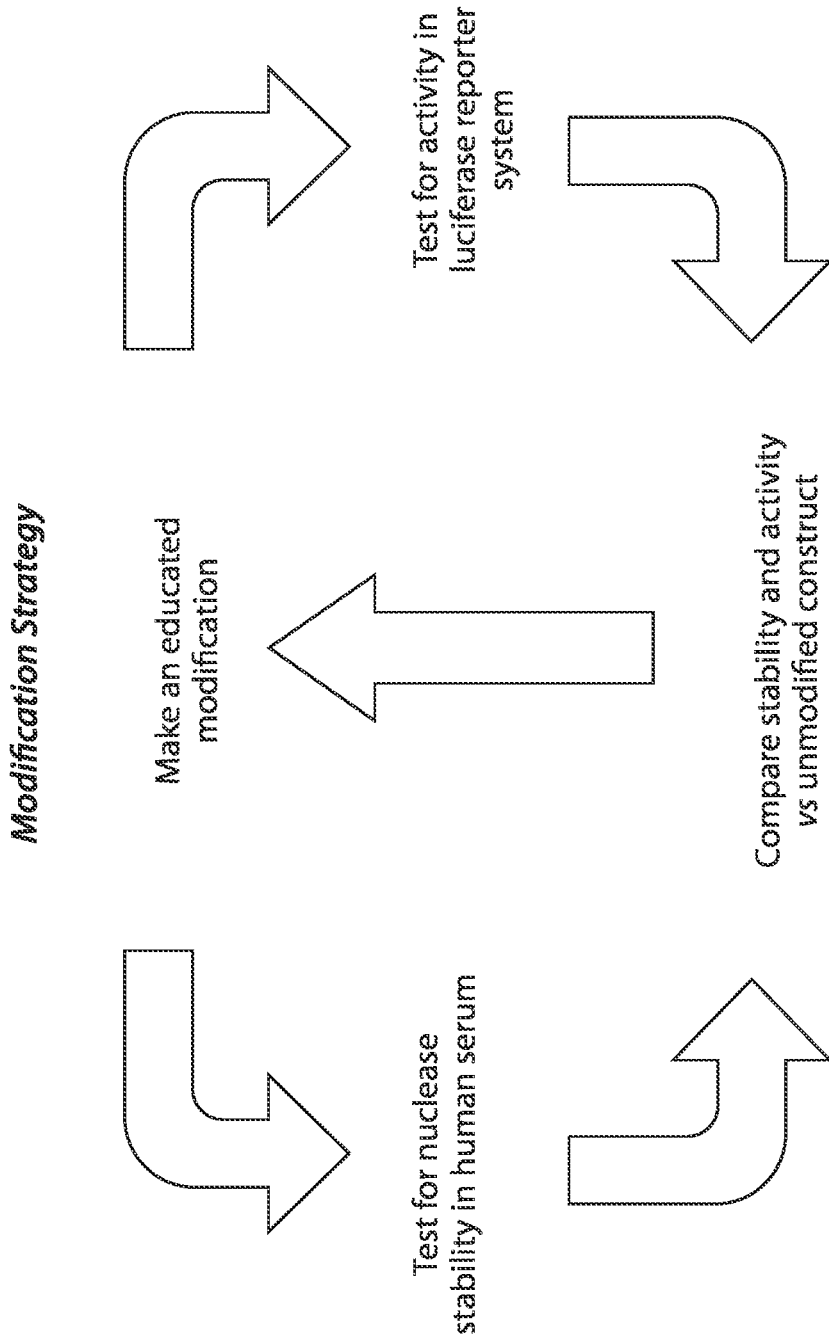 Modification Strategy
Make an educated
modification
Test for nuclease
stability in human serum
Test for activity in
luciferase reporter
system
Compare stability and activity
vs unmodified construct